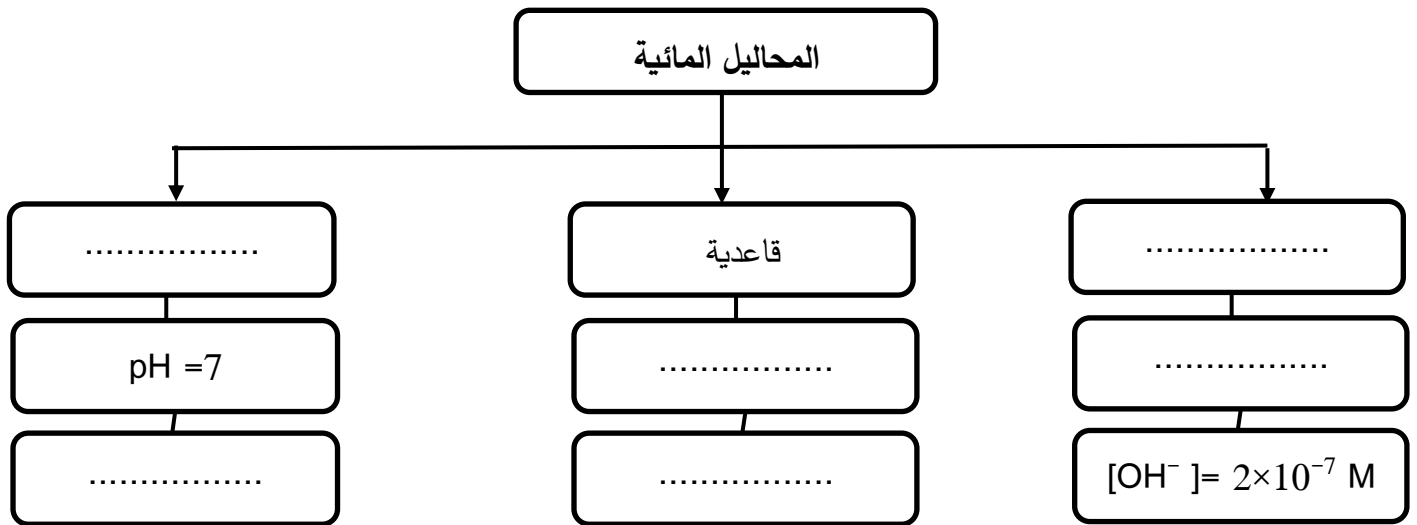 المحاليل المائية
.................. قاعدية .................
................. ................. pH =7
[OH⁻ ]= 2×10⁻⁷ M ................. .................